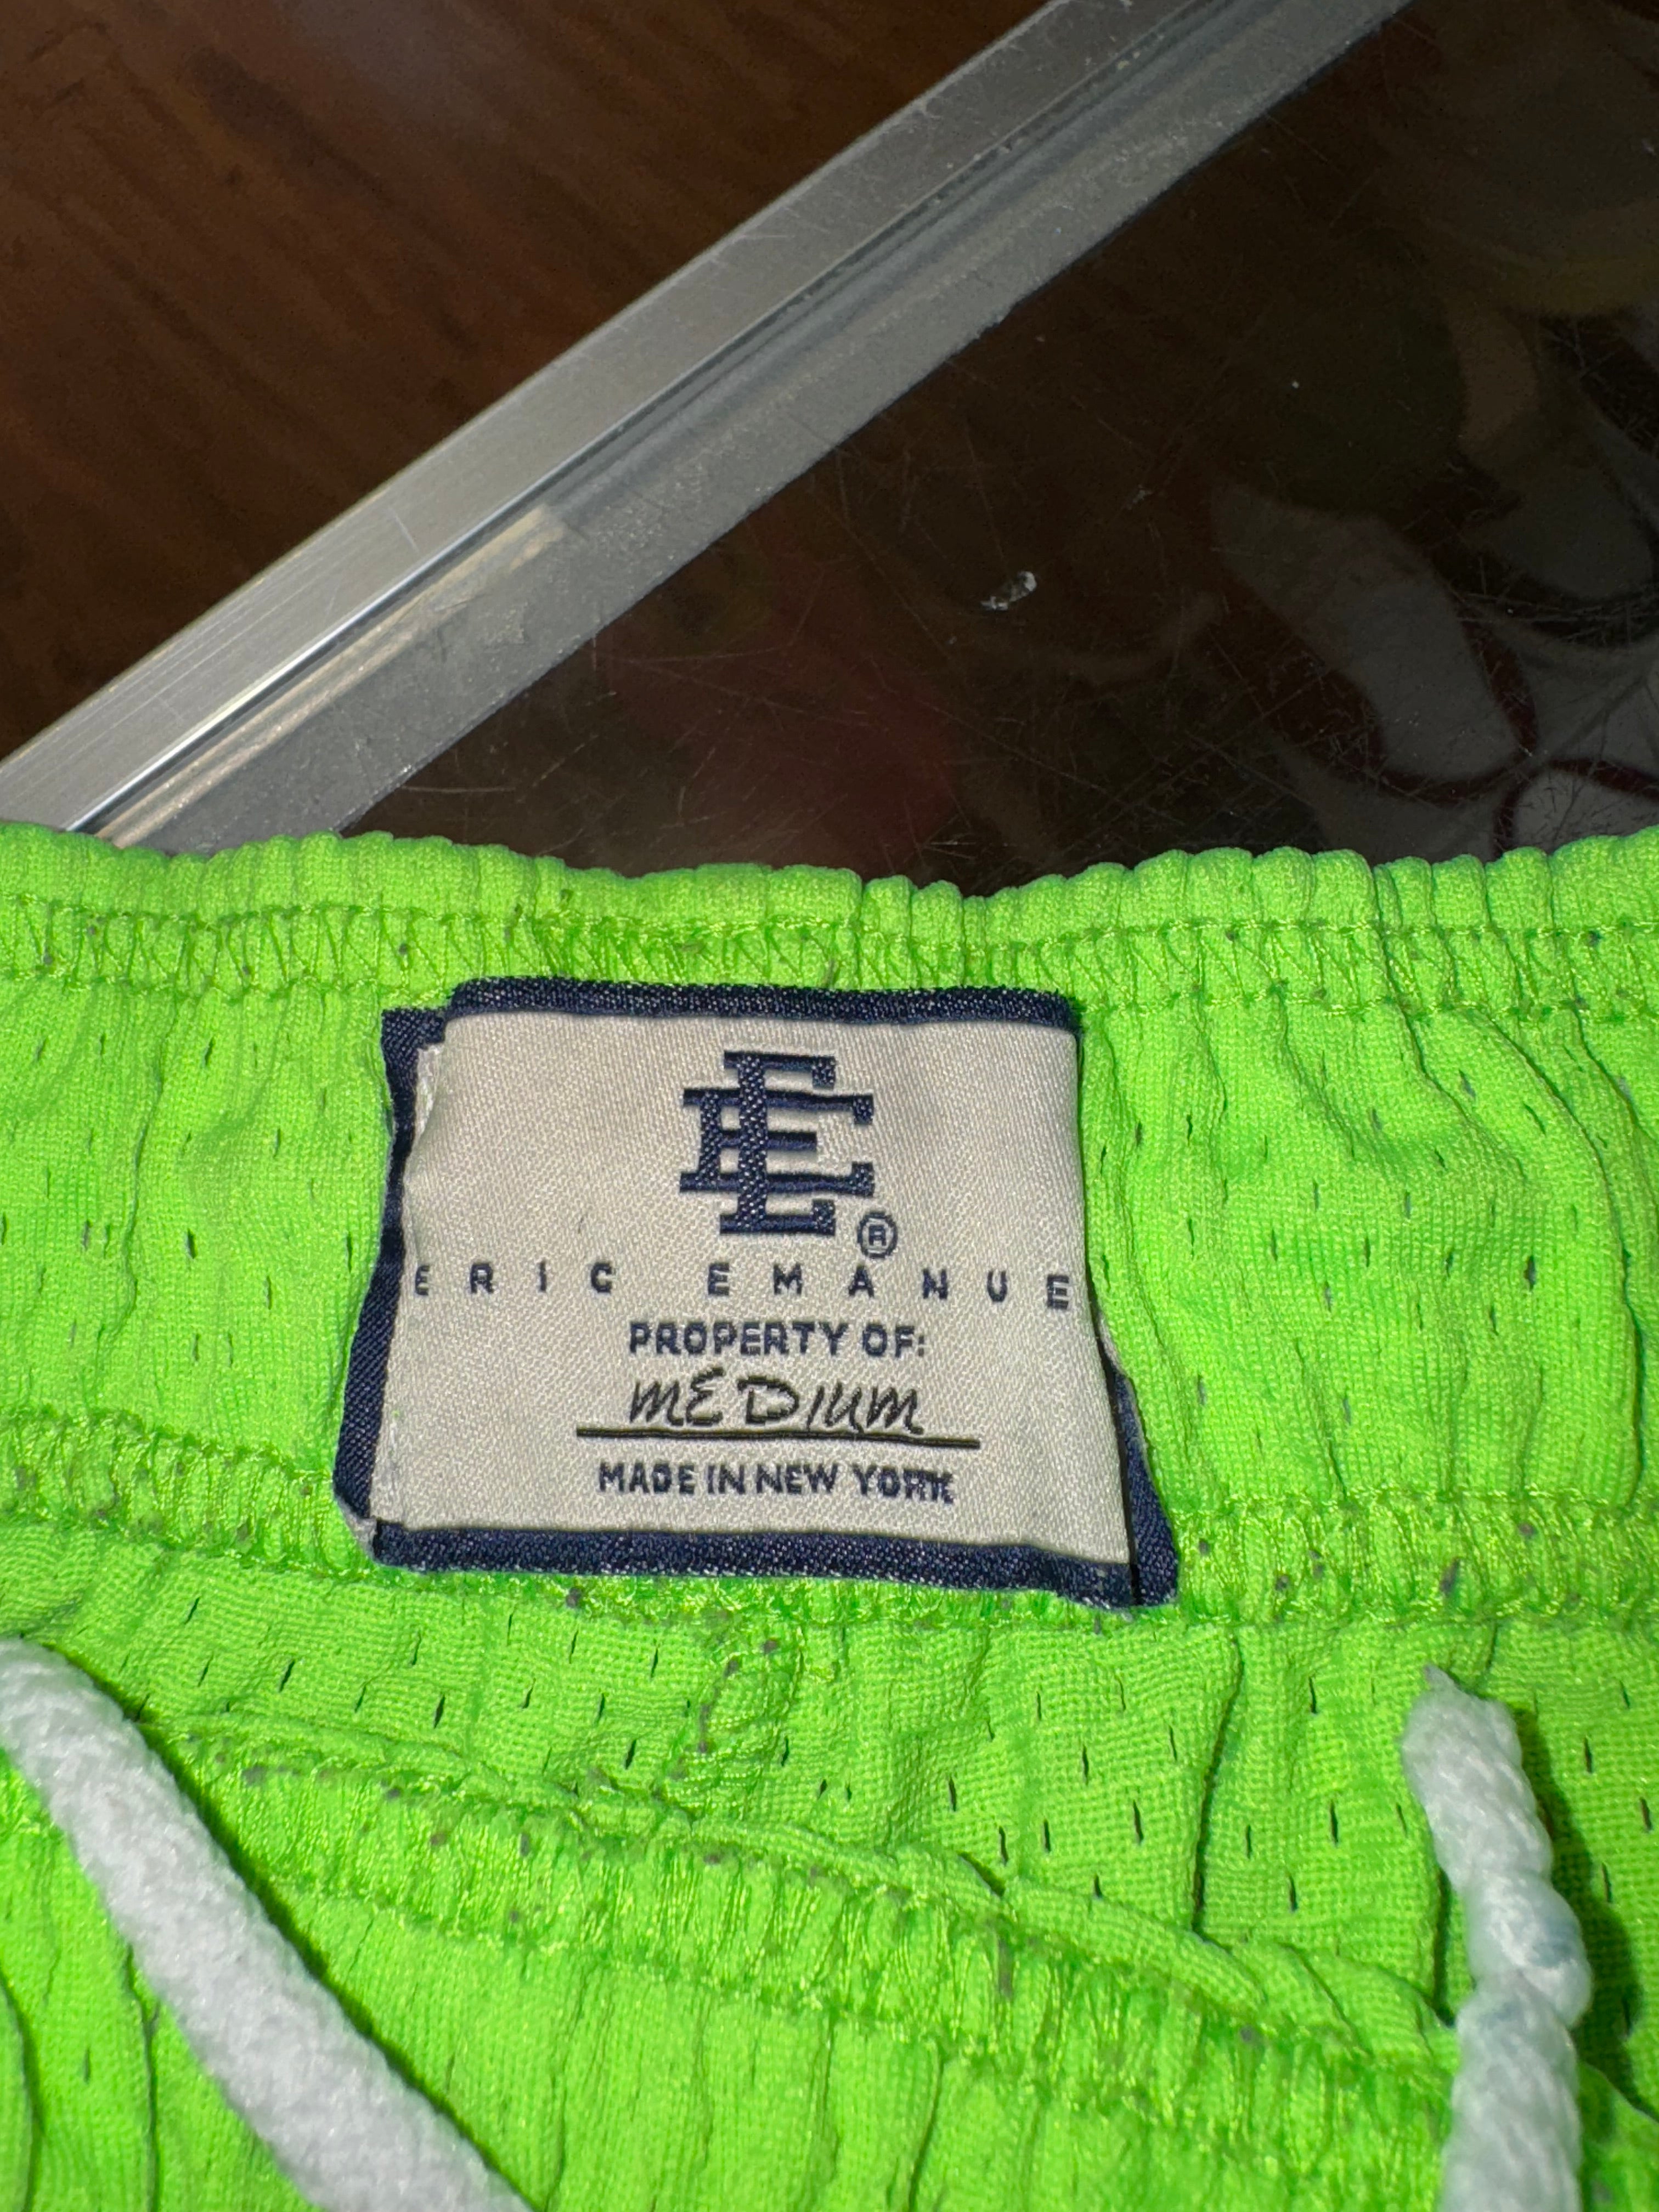 EE®
ERIC EMANUE
PROPERTY OF:
MEDIUM
MADE IN NEW YORK